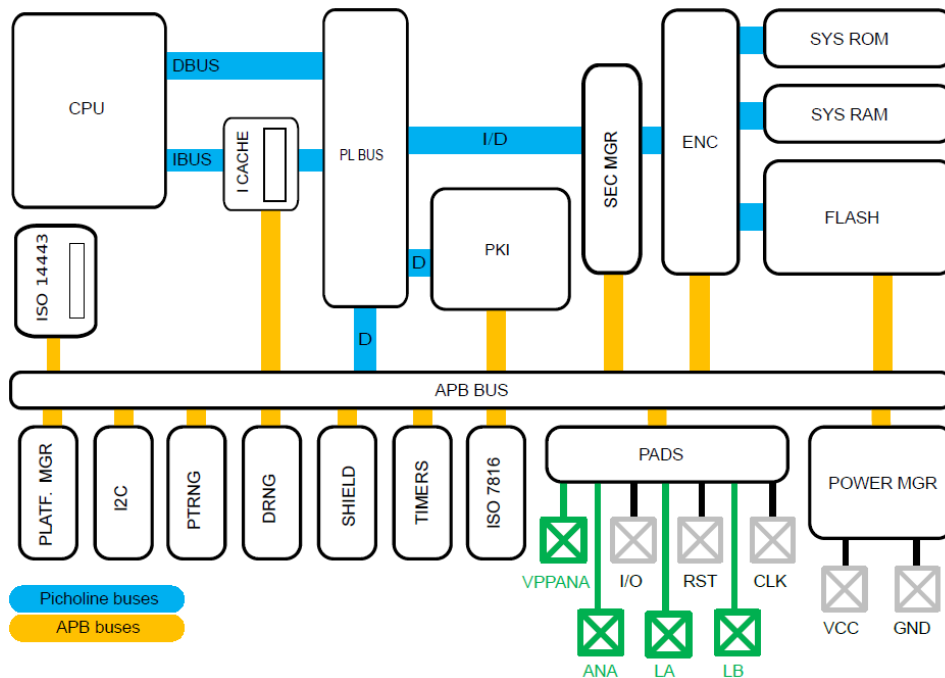 CPU
DBUS
IBUS
I CACHE
PL BUS
I/D
SEC MGR
ENC
SYS ROM
SYS RAM
FLASH
ISO 14443
D
PKI
D
APB BUS
PLATF. MGR
I2C
PTRNG
DRNG
SHIELD
TIMERS
ISO 7816
PADS
POWER MGR
VPPANA
I/O
RST
CLK
VCC
GND
ANA
LA
LB
Picholine buses
APB buses